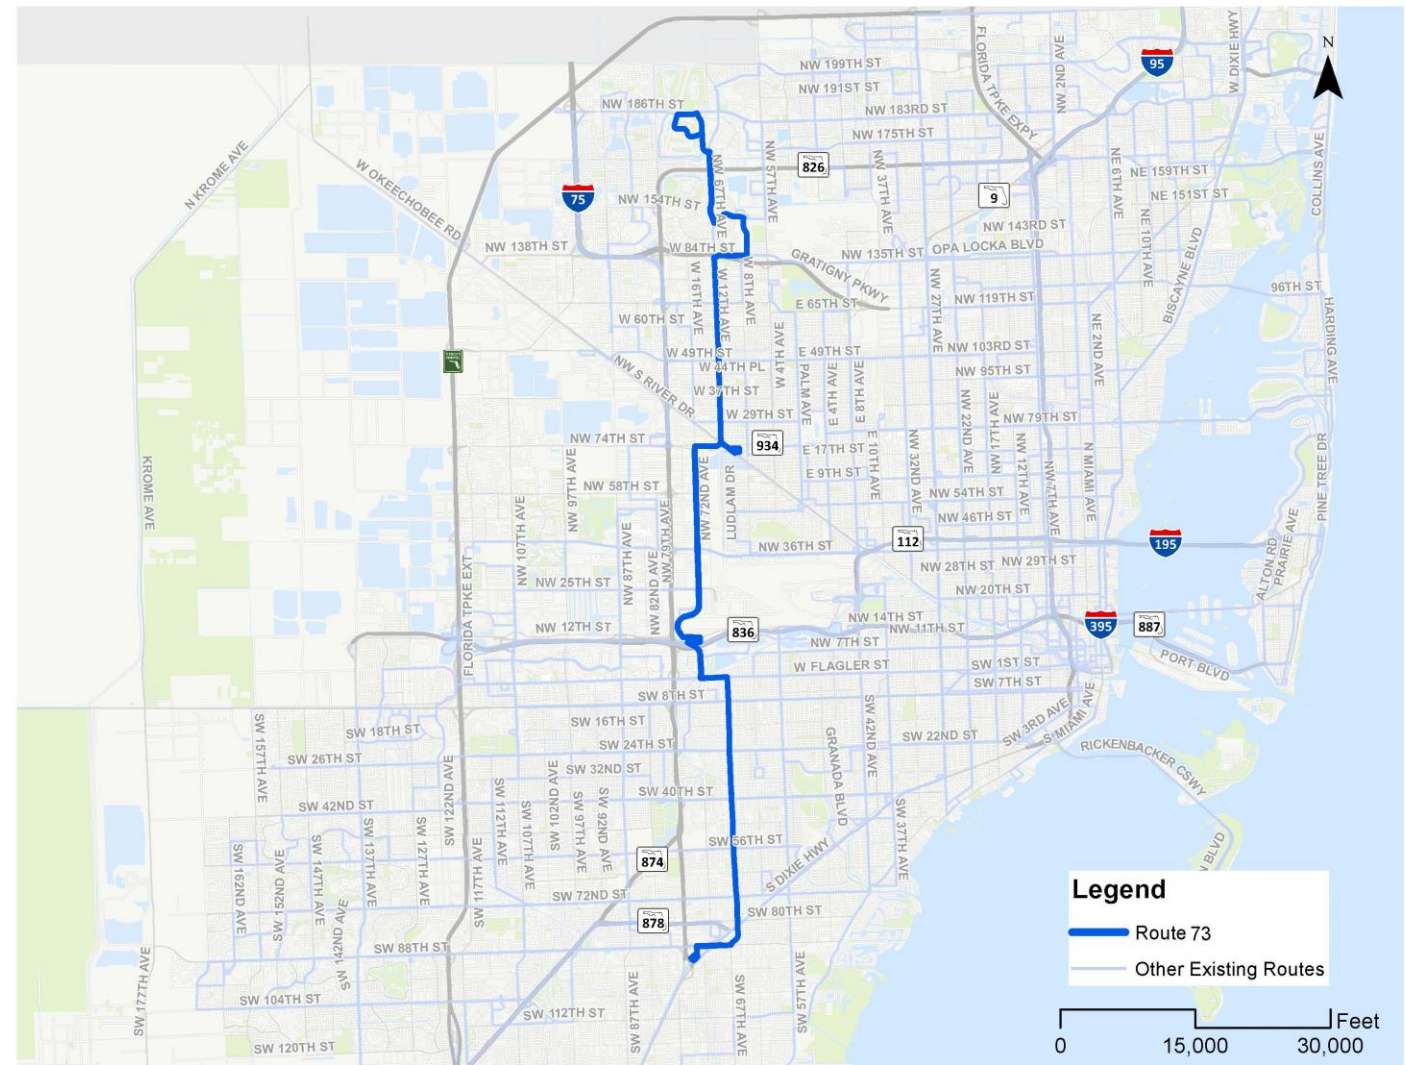 N
95
W DIXIE HWY
NW 2ND AVE
FLORIDA TPKE EXPY
NW 199TH ST
NW 191ST ST
NW 186TH ST
NW 183RD ST
NW 175TH ST
N KROME AVE
W OKEECHOBEE RD
826
NW 57TH AVE
NW 37TH AVE
NE 6TH AVE
NE 159TH ST
COLLINS AVE
75
NW 154TH ST
NW 67TH AVE
9
NE 151ST ST
NW 143RD ST
NE 10TH AVE
NW 138TH ST
W 84TH ST
NW 135TH ST
OPA LOCKA BLVD
BISCAYNE BLVD
GRATIGNY PKWY
W 16TH AVE
W 12TH AVE
W 8TH AVE
NW 27TH AVE
NW 119TH ST
96TH ST
E 65TH ST
W 60TH ST
HARDING AVE
NE 2ND AVE
W 49TH ST
E 49TH ST
NW 103RD ST
W 44TH PL
W 4TH AVE
NW 95TH ST
NW S RIVER DR
W 37TH ST
PALM AVE
E 4TH AVE
E 8TH AVE
W 29TH ST
NW 22ND AVE
NW 17TH AVE
NW 79TH ST
NW 74TH ST
934
E 17TH ST
E 10TH AVE
NW 32ND AVE
NW 12TH AVE
NW 7TH AVE
N MIAMI AVE
PINE TREE DR
KROME AVE
NW 97TH AVE
NW 58TH ST
NW 72ND AVE
LUDLAM DR
E 9TH ST
NW 54TH ST
NW 107TH AVE
NW 87TH AVE
NW 82ND AVE
NW 79TH AVE
NW 46TH ST
NW 36TH ST
112
195
ALTON RD
PRAIRIE AVE
NW 25TH ST
NW 28TH ST
NW 29TH ST
NW 20TH ST
FLORIDA TPKE EXT
NW 12TH ST
836
NW 14TH ST
NW 11TH ST
NW 7TH ST
395
887
W FLAGLER ST
SW 1ST ST
PORT BLVD
SW 7TH ST
SW 8TH ST
SW 157TH AVE
SW 18TH ST
SW 16TH ST
SW 42ND AVE
SW 3RD AVE
S MIAMI AVE
SW 26TH ST
SW 24TH ST
SW 22ND ST
GRANADA BLVD
RICKENBACKER CSWY
SW 122ND AVE
SW 32ND ST
SW 42ND ST
SW 40TH ST
SW 112TH AVE
SW 107TH AVE
SW 102ND AVE
SW 97TH AVE
SW 92ND AVE
SW 37TH AVE
SW 162ND AVE
SW 152ND AVE
SW 147TH AVE
SW 137TH AVE
SW 127TH AVE
SW 117TH AVE
SW 56TH ST
874
S DIXIE HWY
N BLVD
SW 72ND ST
SW 142ND AVE
878
SW 80TH ST
SW 88TH ST
SW 177TH AVE
SW 104TH ST
SW 112TH ST
SW 87TH AVE
SW 67TH AVE
SW 57TH AVE
SW 120TH ST
Legend
Route 73
Other Existing Routes
Feet
0 15,000 30,000